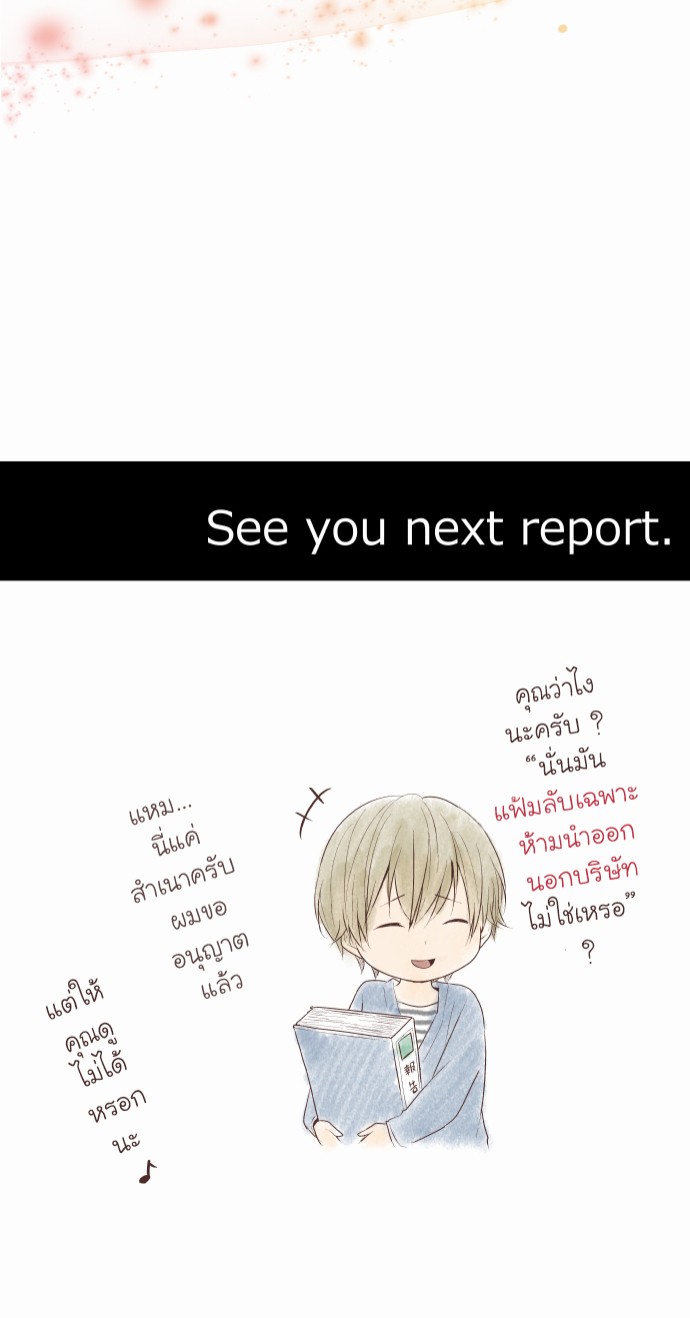 See you next report.
คุณว่าไง
นะครับ ?
“นั่นมัน
แฟ้มลับเฉพาะ
ห้ามนำออก
นอกบริษัท
ไม่ใช่เหรอ”
?
แหม...
นี่แค่
สำเนาครับ
ผมขอ
อนุญาต
แล้ว
แต่ให้
คุณดู
ไม่ได้
หรอก
นะ
♪
報
告